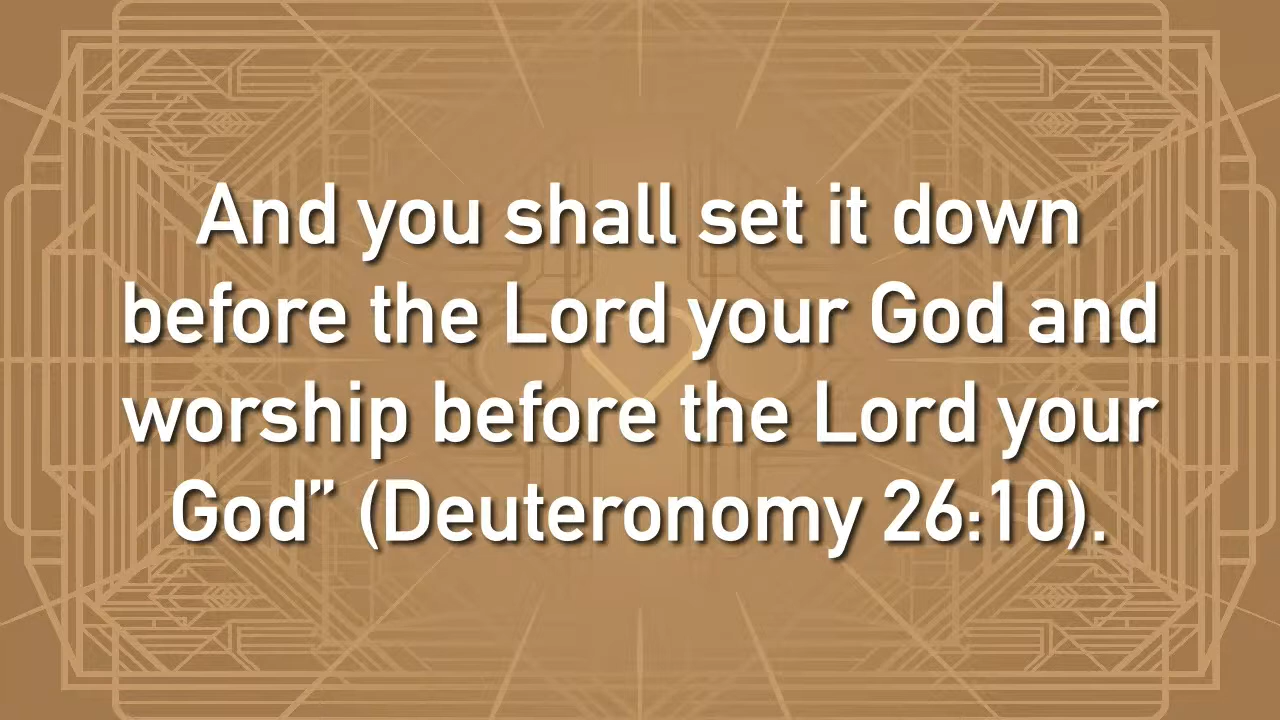 And you shall set it down
before the Lord your God and
worship before the Lord your
God” (Deuteronomy 26:10).